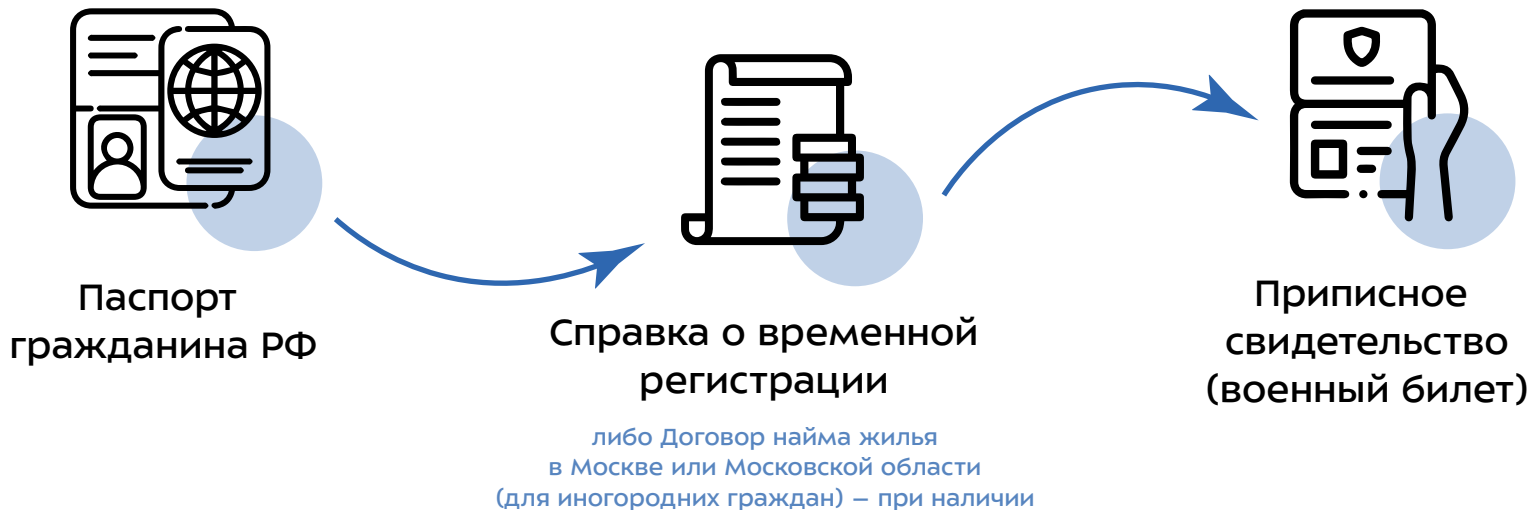 Паспорт
гражданина РФ
Справка о временной
регистрации
либо Договор найма жилья
в Москве или Московской области
(для иногородних граждан) – при наличии
Приписное
свидетельство
(военный билет)